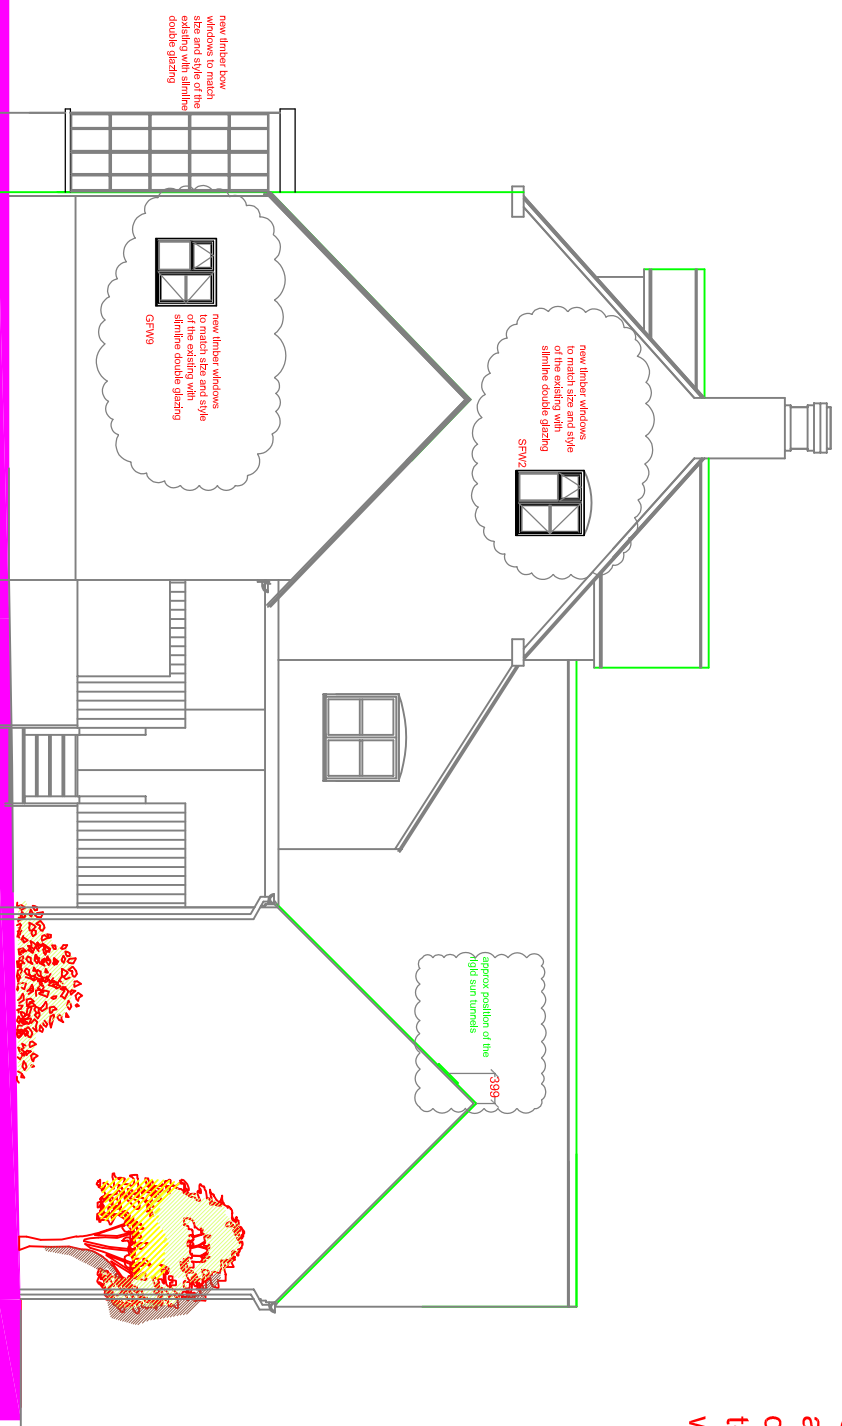 new timber bow
windows to match
size and style of the
existing with slimline
double glazing
new timber windows
to match size and style
of the existing with
slimline double glazing
GFW9
new timber windows
to match size and style
of the existing with
slimline double glazing
SFW2
approx position of the
rigid sun tunnels
399